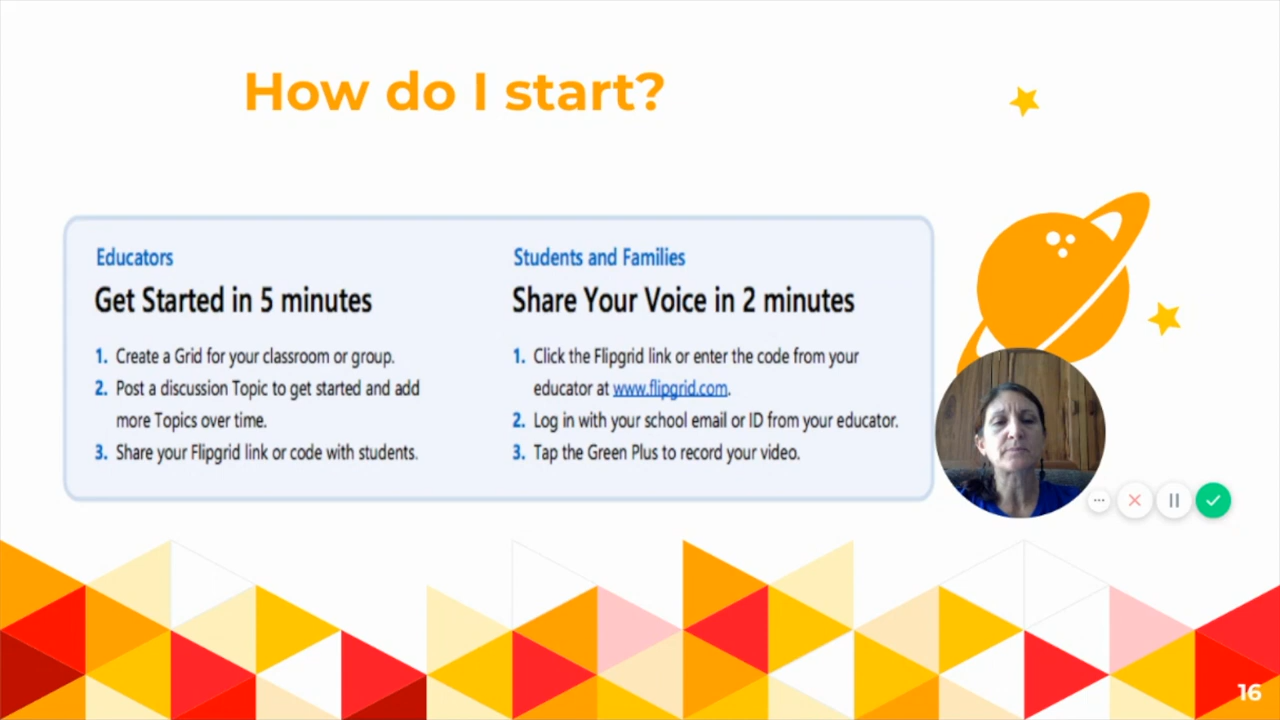 How do I start?
Educators
Get Started in 5 minutes
1. Create a Grid for your classroom or group.
2. Post a discussion Topic to get started and add
more Topics over time.
3. Share your Flipgrid link or code with students.
Students and Families
Share Your Voice in 2 minutes
1. Click the Flipgrid link or enter the code from your
educator at www.flipgrid.com.
2. Log in with your school email or ID from your educator.
3. Tap the Green Plus to record your video.
16